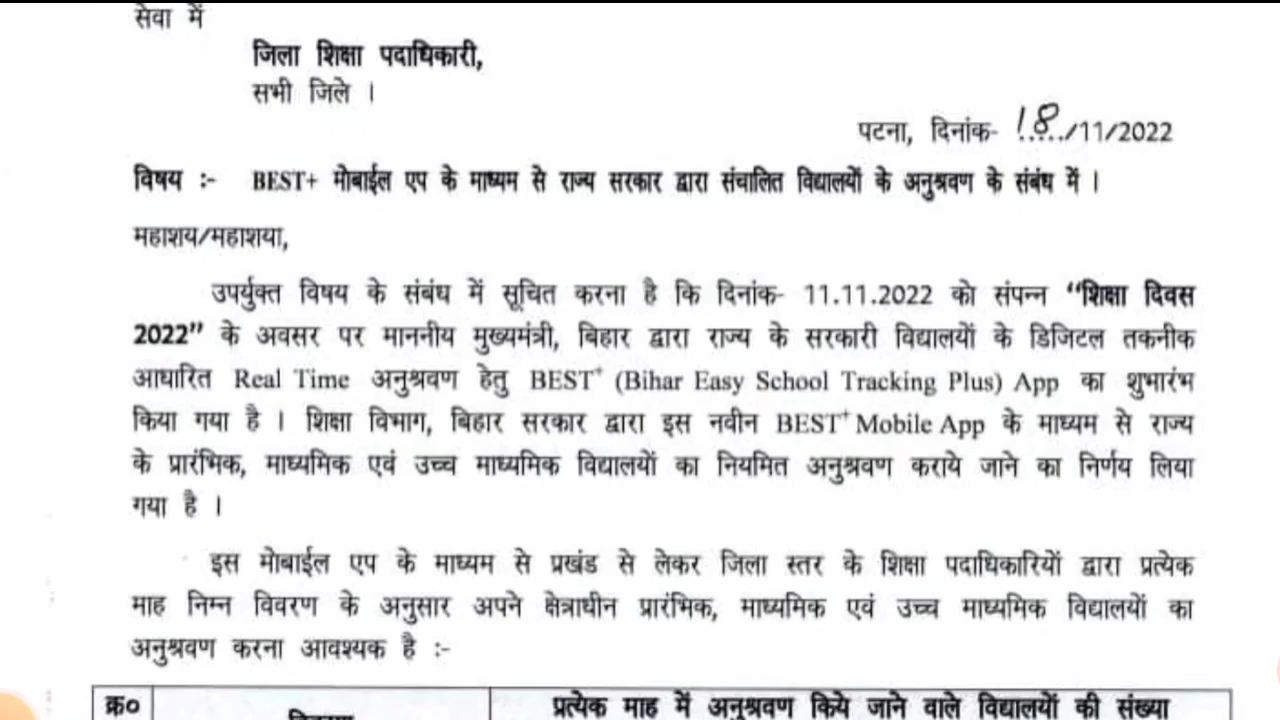 सेवा में
जिला शिक्षा पदाधिकारी,
सभी जिले ।
पटना, दिनांक- 18/11/2022
विषय :- BEST+ मोबाईल एप के माध्यम से राज्य सरकार द्वारा संचालित विद्यालयों के अनुश्रवण के संबंध में ।
महाशय/महाशया,
उपर्युक्त विषय के संबंध में सूचित करना है कि दिनांक- 11.11.2022 को संपन्न “शिक्षा दिवस
2022” के अवसर पर माननीय मुख्यमंत्री, बिहार द्वारा राज्य के सरकारी विद्यालयों के डिजिटल तकनीक
आधारित Real Time अनुश्रवण हेतु BEST+ (Bihar Easy School Tracking Plus) App का शुभारंभ
किया गया है । शिक्षा विभाग, बिहार सरकार द्वारा इस नवीन BEST+ Mobile App के माध्यम से राज्य
के प्रारंभिक, माध्यमिक एवं उच्च माध्यमिक विद्यालयों का नियमित अनुश्रवण कराये जाने का निर्णय लिया
गया है ।
इस मोबाईल एप के माध्यम से प्रखंड से लेकर जिला स्तर के शिक्षा पदाधिकारियों द्वारा प्रत्येक
माह निम्न विवरण के अनुसार अपने क्षेत्राधीन प्रारंभिक, माध्यमिक एवं उच्च माध्यमिक विद्यालयों का
अनुश्रवण करना आवश्यक है :-
क्र० प्रत्येक माह में अनुश्रवण किये जाने वाले विद्यालयों की संख्या